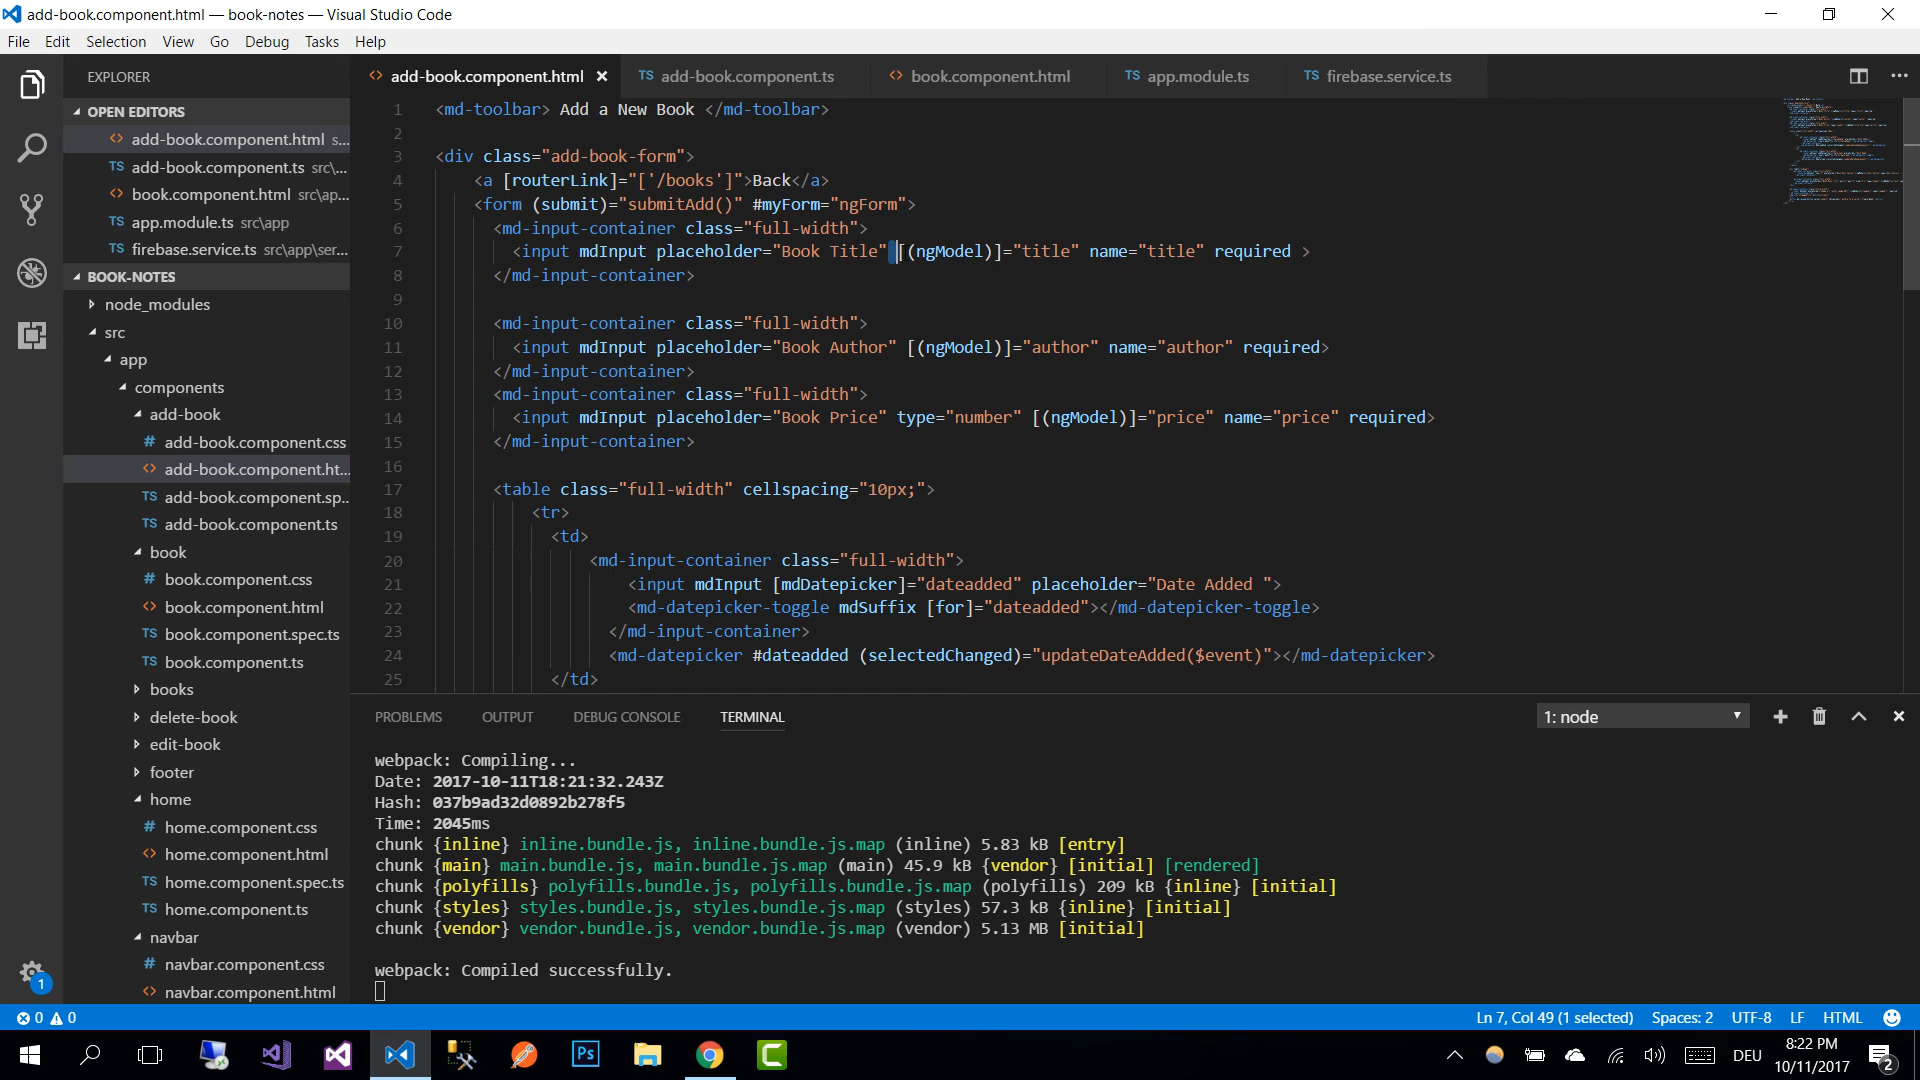 add-book.component.html — book-notes — Visual Studio Code
File Edit Selection View Go Debug Tasks Help
EXPLORER
OPEN EDITORS
add-book.component.html s...
add-book.component.ts src\...
book.component.html src\ap...
app.module.ts src\app
firebase.service.ts src\app\ser...
BOOK-NOTES
node_modules
src
app
components
add-book
add-book.component.css
add-book.component.ht...
add-book.component.sp...
add-book.component.ts
book
book.component.css
book.component.html
book.component.spec.ts
book.component.ts
books
delete-book
edit-book
footer
home
home.component.css
home.component.html
home.component.spec.ts
home.component.ts
navbar
navbar.component.css
navbar.component.html
add-book.component.html add-book.component.ts book.component.html app.module.ts firebase.service.ts
1 <md-toolbar> Add a New Book </md-toolbar>
2
3 <div class="add-book-form">
4 <a [routerLink]="['/books']">Back</a>
5 <form (submit)="submitAdd()" #myForm="ngForm">
6 <md-input-container class="full-width">
7 <input mdInput placeholder="Book Title" [(ngModel)]="title" name="title" required >
8 </md-input-container>
9
10 <md-input-container class="full-width">
11 <input mdInput placeholder="Book Author" [(ngModel)]="author" name="author" required>
12 </md-input-container>
13 <md-input-container class="full-width">
14 <input mdInput placeholder="Book Price" type="number" [(ngModel)]="price" name="price" required>
15 </md-input-container>
16
17 <table class="full-width" cellspacing="10px;">
18 <tr>
19 <td>
20 <md-input-container class="full-width">
21 <input mdInput [mdDatepicker]="dateadded" placeholder="Date Added ">
22 <md-datepicker-toggle mdSuffix [for]="dateadded"></md-datepicker-toggle>
23 </md-input-container>
24 <md-datepicker #dateadded (selectedChanged)="updateDateAdded($event)"></md-datepicker>
25 </td>
PROBLEMS OUTPUT DEBUG CONSOLE TERMINAL 1: node
webpack: Compiling...
Date: 2017-10-11T18:21:32.243Z
Hash: 037b9ad32d0892b278f5
Time: 2045ms
chunk {inline} inline.bundle.js, inline.bundle.js.map (inline) 5.83 kB [entry]
chunk {main} main.bundle.js, main.bundle.js.map (main) 45.9 kB {vendor} [initial] [rendered]
chunk {polyfills} polyfills.bundle.js, polyfills.bundle.js.map (polyfills) 209 kB {inline} [initial]
chunk {styles} styles.bundle.js, styles.bundle.js.map (styles) 57.3 kB {inline} [initial]
chunk {vendor} vendor.bundle.js, vendor.bundle.js.map (vendor) 5.13 MB [initial]
webpack: Compiled successfully.
1
0 0 Ln 7, Col 49 (1 selected) Spaces: 2 UTF-8 LF HTML
Ps
DEU
8:22 PM
10/11/2017
2